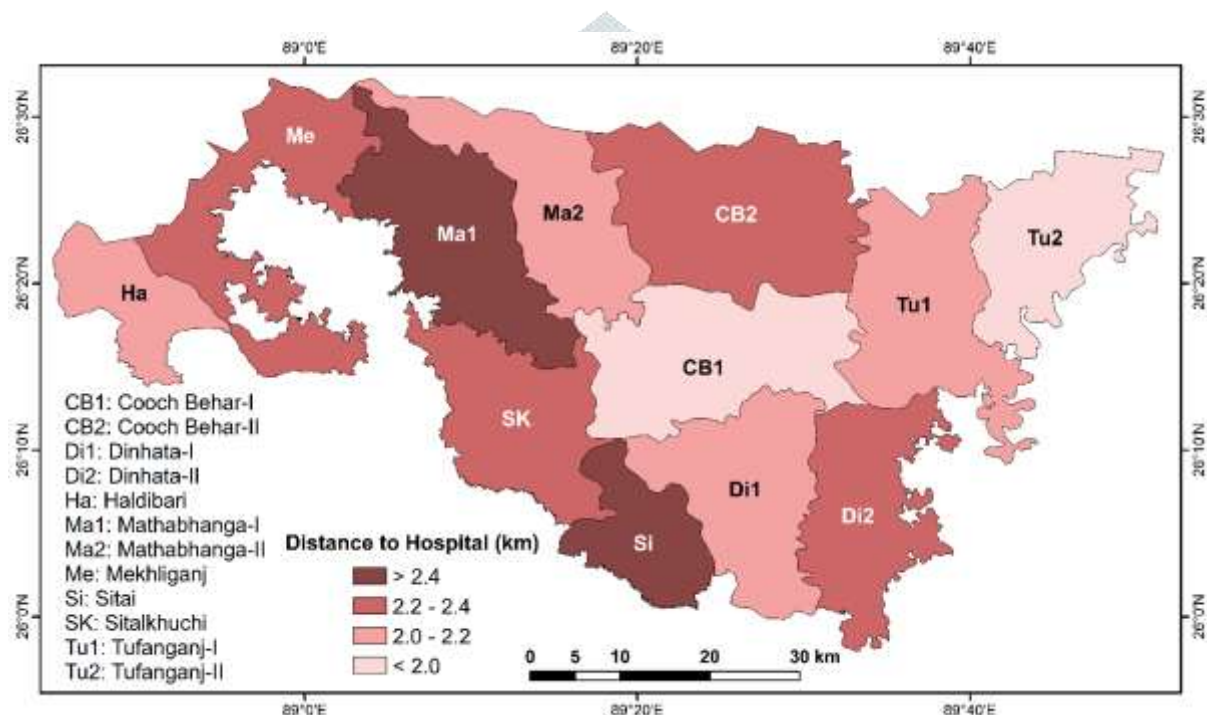 89°0'E 89°20'E 89°40'E
26°30'N 26°30'N
Me
Ma2 CB2
Ma1 Tu2
26°20'N 26°20'N
Ha
Tu1
CB1
SK
26°10'N 26°10'N
Di1
Di2
Si
26°0'N 26°0'N
CB1: Cooch Behar-I
CB2: Cooch Behar-II
Di1: Dinhata-I
Di2: Dinhata-II
Ha: Haldibari
Ma1: Mathabhanga-I
Ma2: Mathabhanga-II
Me: Mekhliganj
Si: Sitai
SK: Sitalkhuchi
Tu1: Tufanganj-I
Tu2: Tufanganj-II
Distance to Hospital (km)
> 2.4
2.2 - 2.4
2.0 - 2.2
< 2.0
0 5 10 20 30 km
89°0'E 89°20'E 89°40'E